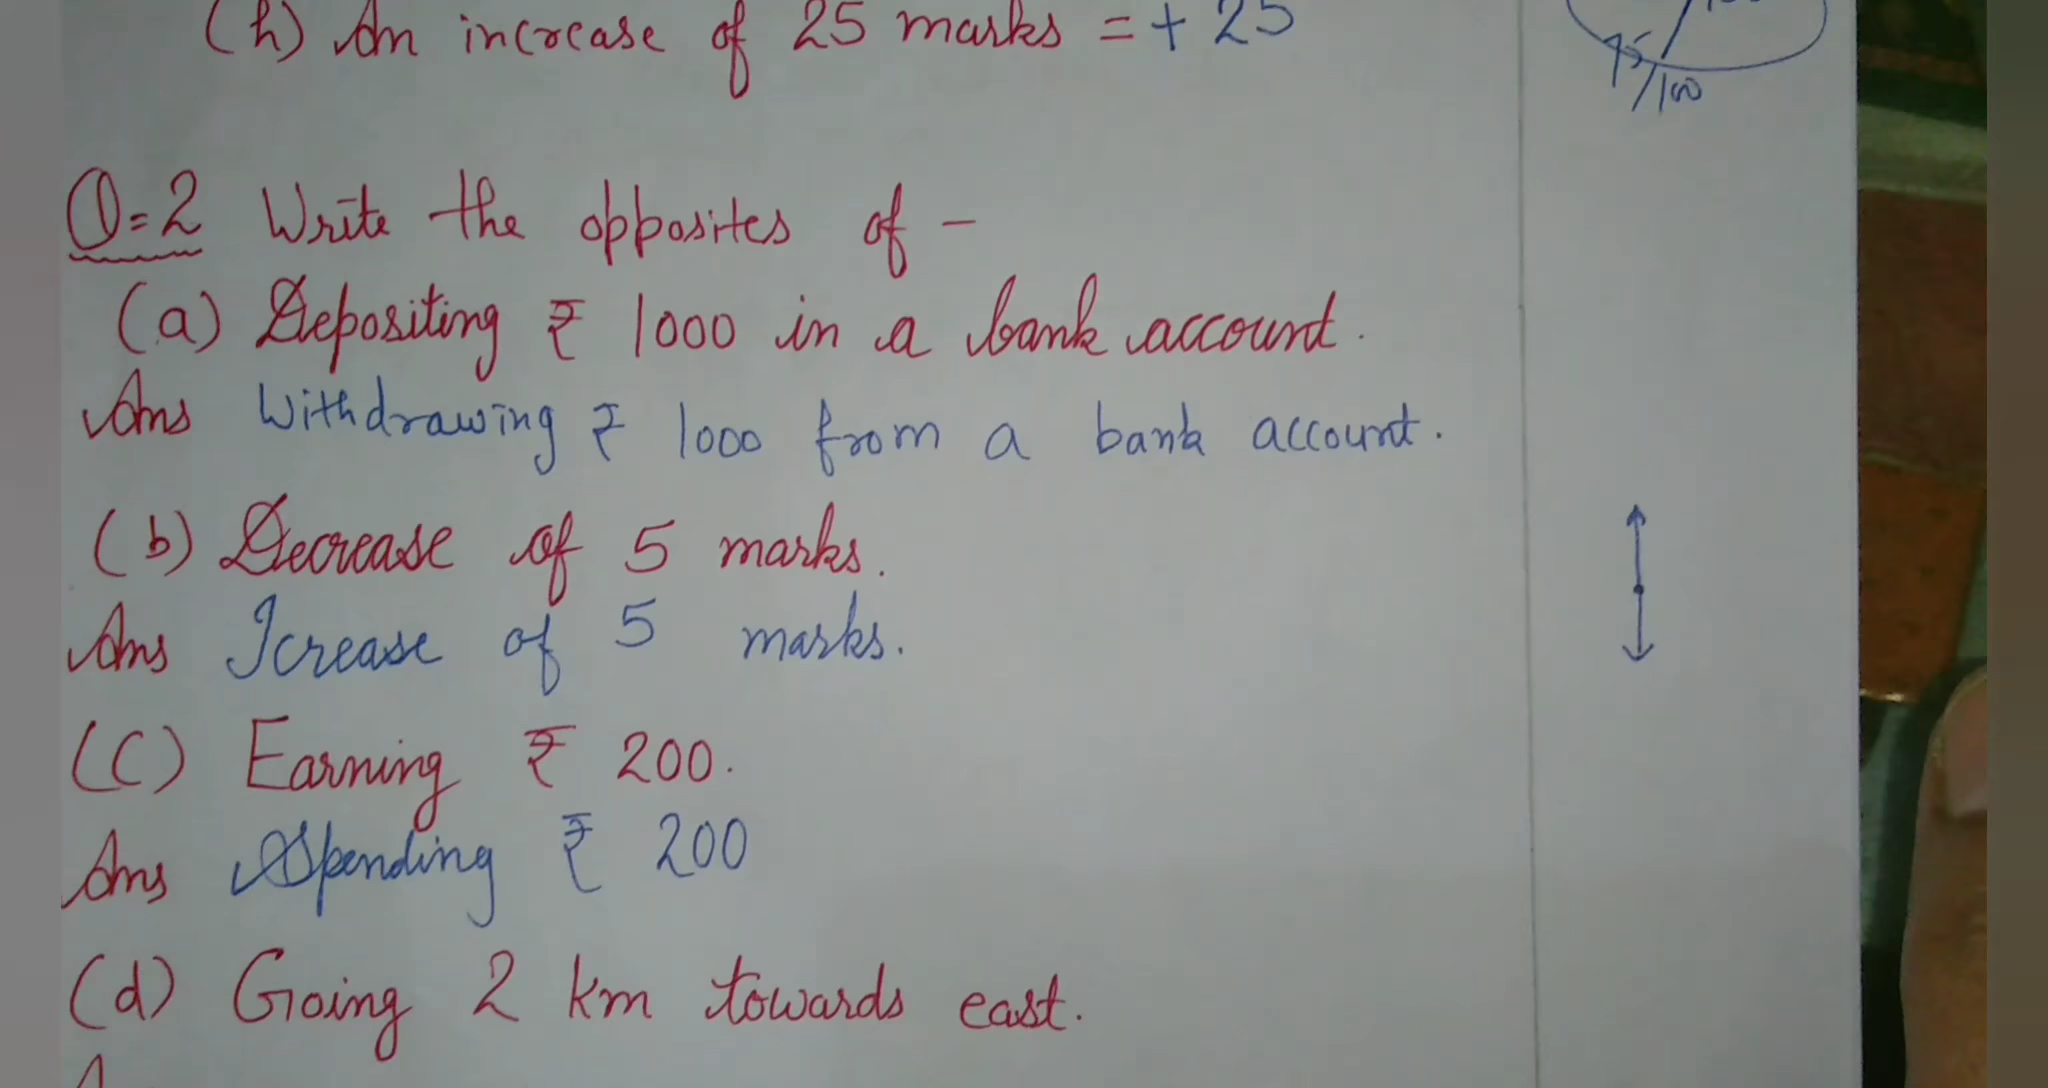 (h) An increase of 25 marks = + 25
75/100
Q=2 Write the opposites of -
(a) Depositing ₹ 1000 in a bank account.
Ans Withdrawing ₹ 1000 from a bank account.
(b) Decrease of 5 marks.
Ans Icrease of 5 marks.
(C) Earning ₹ 200.
Ans Spending ₹ 200
(d) Going 2 km towards east.